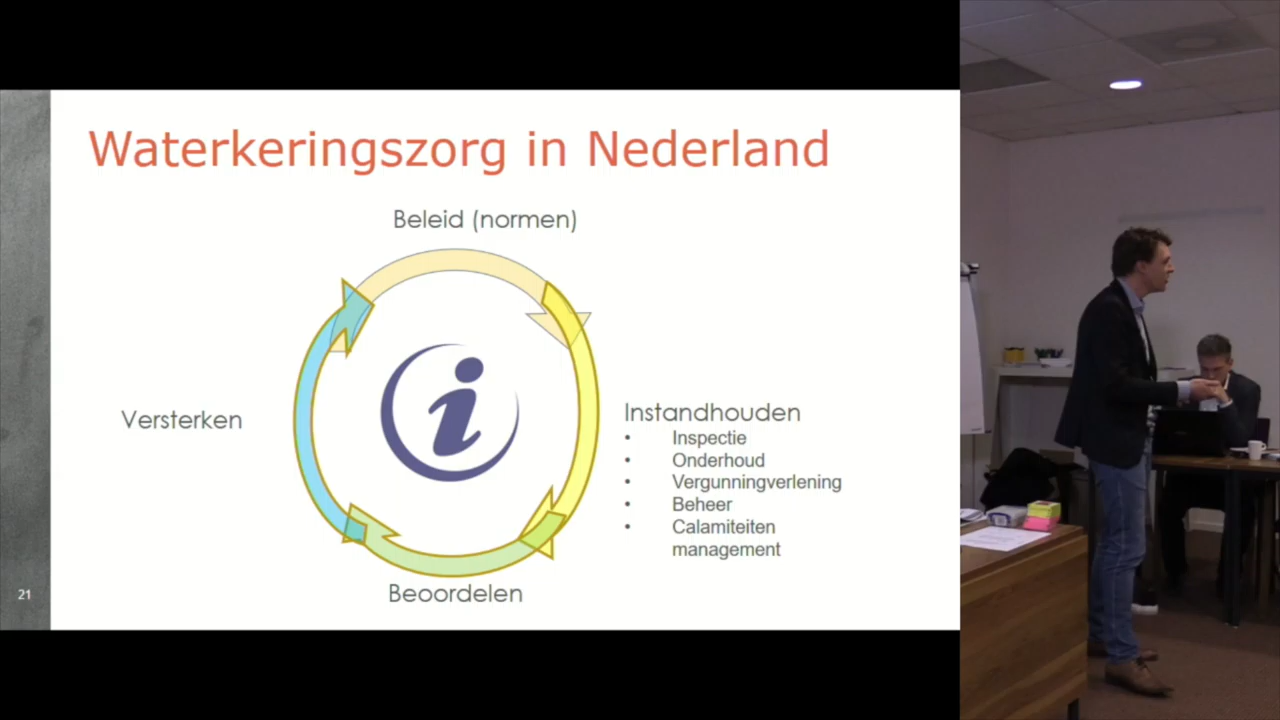 Waterkeringszorg in Nederland
Beleid (normen)
Versterken
Instandhouden
• Inspectie
• Onderhoud
• Vergunningverlening
• Beheer
• Calamiteiten
management
Beoordelen
21